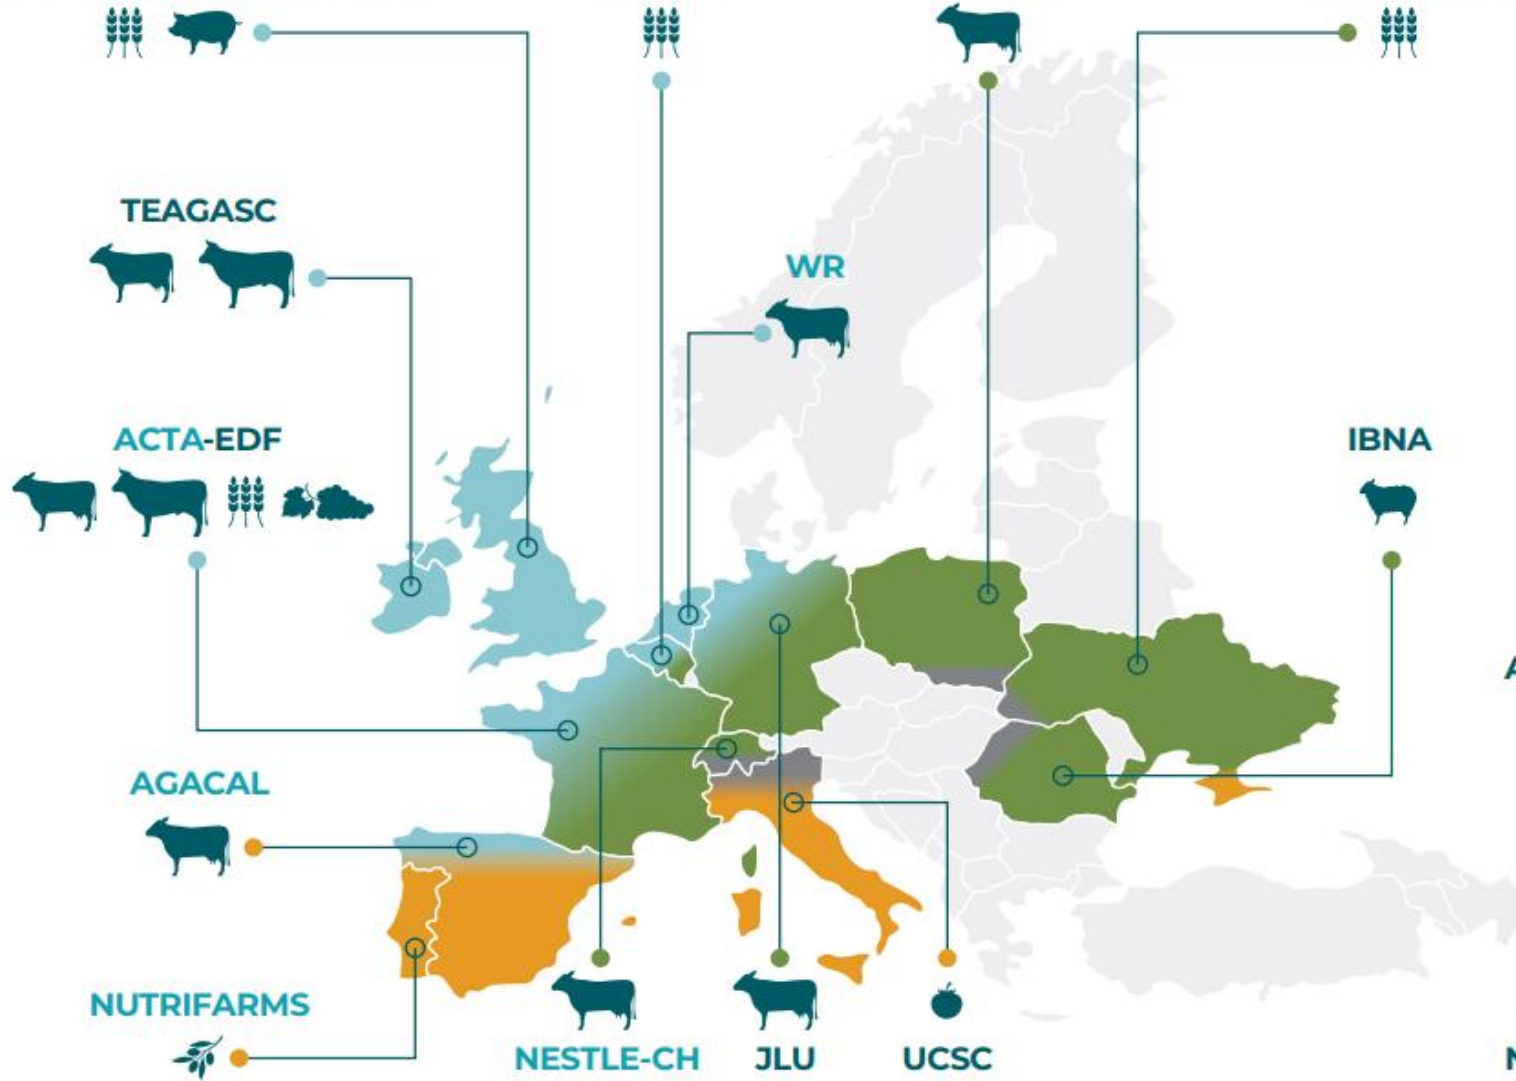 TEAGASC
WR
ACTA-EDF
IBNA
AGACAL
NUTRIFARMS
NESTLE-CH
JLU
UCSC